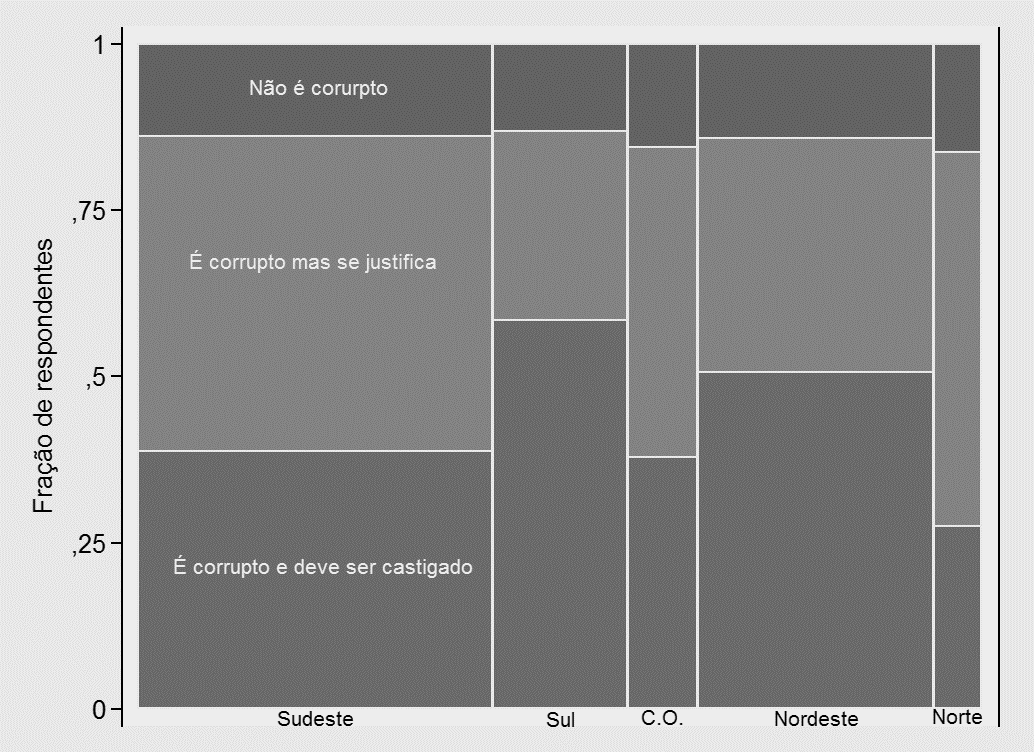 1
Não é corurpto
,75
É corrupto mas se justifica
Fração de respondentes
,5
,25
É corrupto e deve ser castigado
0
Sudeste Sul C.O. Nordeste Norte